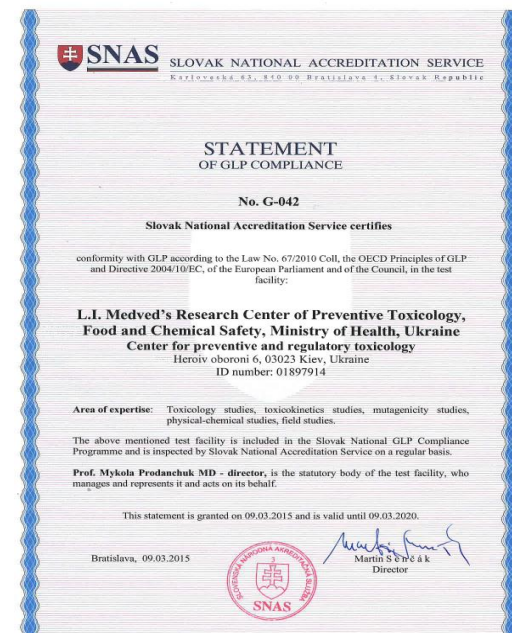 SNAS
SLOVAK NATIONAL ACCREDITATION SERVICE
Karloveská 63, 840 00 Bratislava 4, Slovak Republic
STATEMENT
OF GLP COMPLIANCE
No. G-042
Slovak National Accreditation Service certifies
conformity with GLP according to the Law No. 67/2010 Coll, the OECD Principles of GLP
and Directive 2004/10/EC, of the European Parliament and of the Council, in the test
facility:
L.I. Medved's Research Center of Preventive Toxicology,
Food and Chemical Safety, Ministry of Health, Ukraine
Center for preventive and regulatory toxicology
Heroiv oboroni 6, 03023 Kiev, Ukraine
ID number: 01897914
Area of expertise: Toxicology studies, toxicokinetics studies, mutagenicity studies,
physical-chemical studies, field studies.
The above mentioned test facility is included in the Slovak National GLP Compliance
Programme and is inspected by Slovak National Accreditation Service on a regular basis.
Prof. Mykola Prodanchuk MD - director, is the statutory body of the test facility, who
manages and represents it and acts on its behalf.
This statement is granted on 09.03.2015 and is valid until 09.03.2020.
Bratislava, 09.03.2015
Martin Senčák
Director
SLOVENSKÁ NÁRODNÁ AKREDITAČNÁ SLUŽBA
3
SNAS